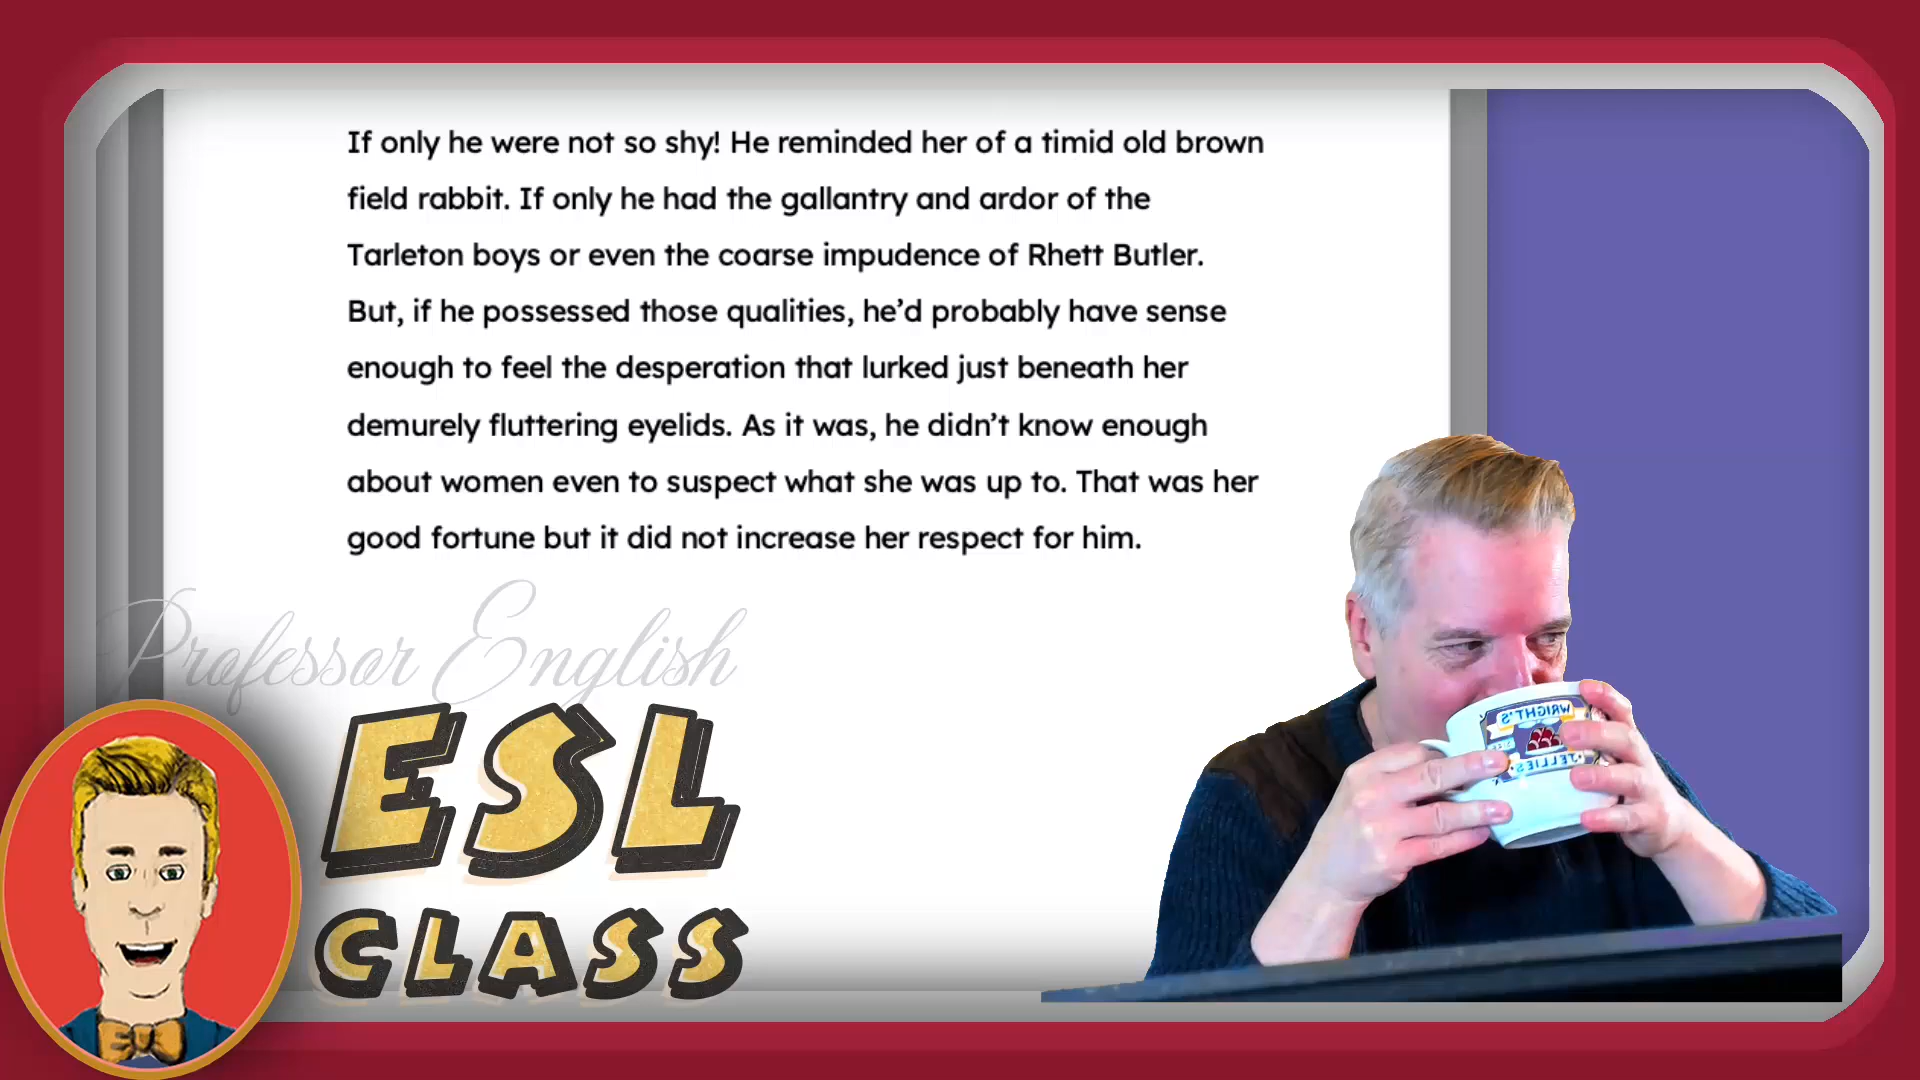 If only he were not so shy! He reminded her of a timid old brown
field rabbit. If only he had the gallantry and ardor of the
Tarleton boys or even the coarse impudence of Rhett Butler.
But, if he possessed those qualities, he’d probably have sense
enough to feel the desperation that lurked just beneath her
demurely fluttering eyelids. As it was, he didn’t know enough
about women even to suspect what she was up to. That was her
good fortune but it did not increase her respect for him.
Professor English
ESL
CLASS
WRIGHT'S
JELLIES